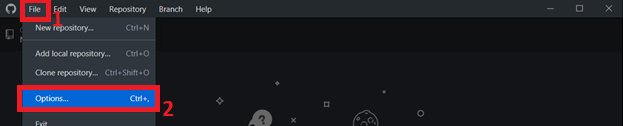 File Edit View Repository Branch Help
1
New repository... Ctrl+N
Add local repository... Ctrl+O
Clone repository... Ctrl+Shift+O
Options... Ctrl+,
2
Exit